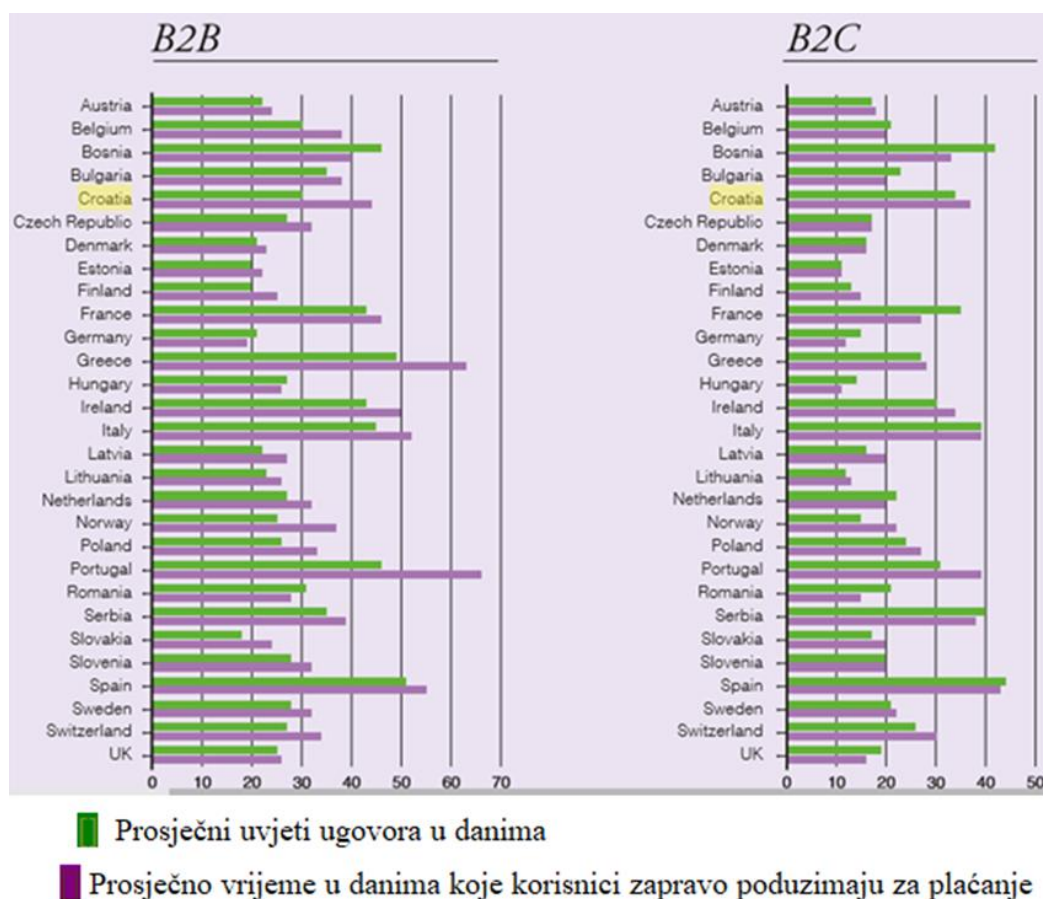 B2B
Austria
Belgium
Bosnia
Bulgaria
Croatia
Czech Republic
Denmark
Estonia
Finland
France
Germany
Greece
Hungary
Ireland
Italy
Latvia
Lithuania
Netherlands
Norway
Poland
Portugal
Romania
Serbia
Slovakia
Slovenia
Spain
Sweden
Switzerland
UK
0 10 20 30 40 50 60 70
B2C
Austria
Belgium
Bosnia
Bulgaria
Croatia
Czech Republic
Denmark
Estonia
Finland
France
Germany
Greece
Hungary
Ireland
Italy
Latvia
Lithuania
Netherlands
Norway
Poland
Portugal
Romania
Serbia
Slovakia
Slovenia
Spain
Sweden
Switzerland
UK
0 10 20 30 40 50
Prosječni uvjeti ugovora u danima
Prosječno vrijeme u danima koje korisnici zapravo poduzimaju za plaćanje